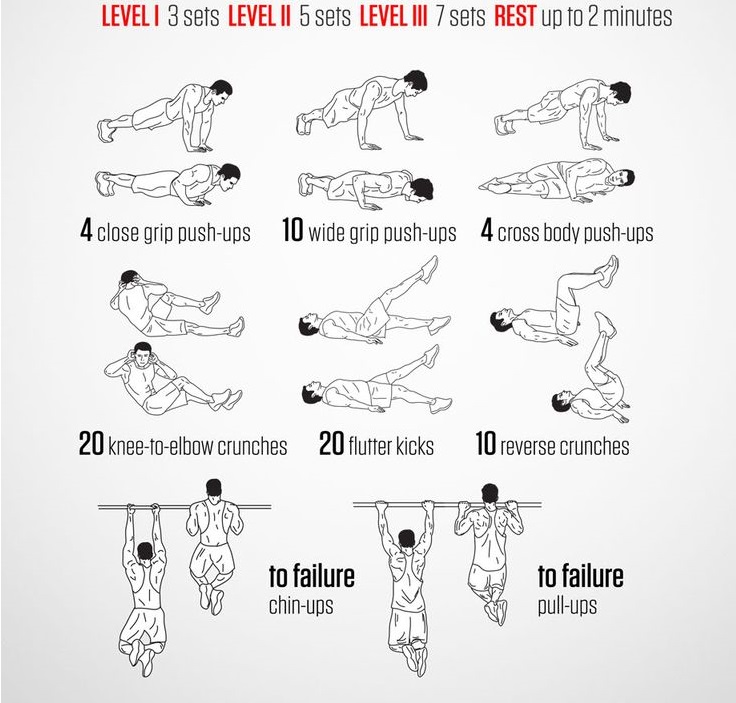 LEVEL I 3 sets LEVEL II 5 sets LEVEL III 7 sets REST up to 2 minutes
4 close grip push-ups
10 wide grip push-ups
4 cross body push-ups
20 knee-to-elbow crunches
20 flutter kicks
10 reverse crunches
to failure
chin-ups
to failure
pull-ups